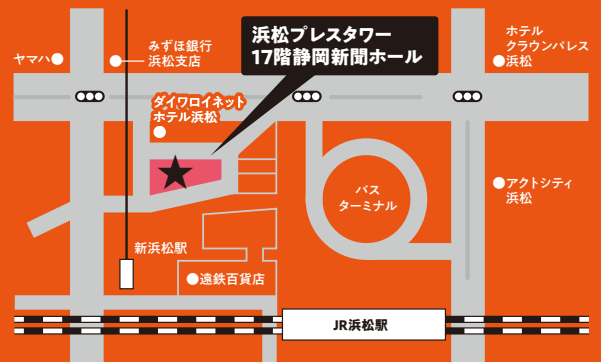 浜松プレスタワー
17階静岡新聞ホール
ホテル
クラウンパレス
浜松
ヤマハ
みずほ銀行
浜松支店
ダイワロイネット
ホテル浜松
バス
ターミナル
アクトシティ
浜松
新浜松駅
遠鉄百貨店
JR浜松駅